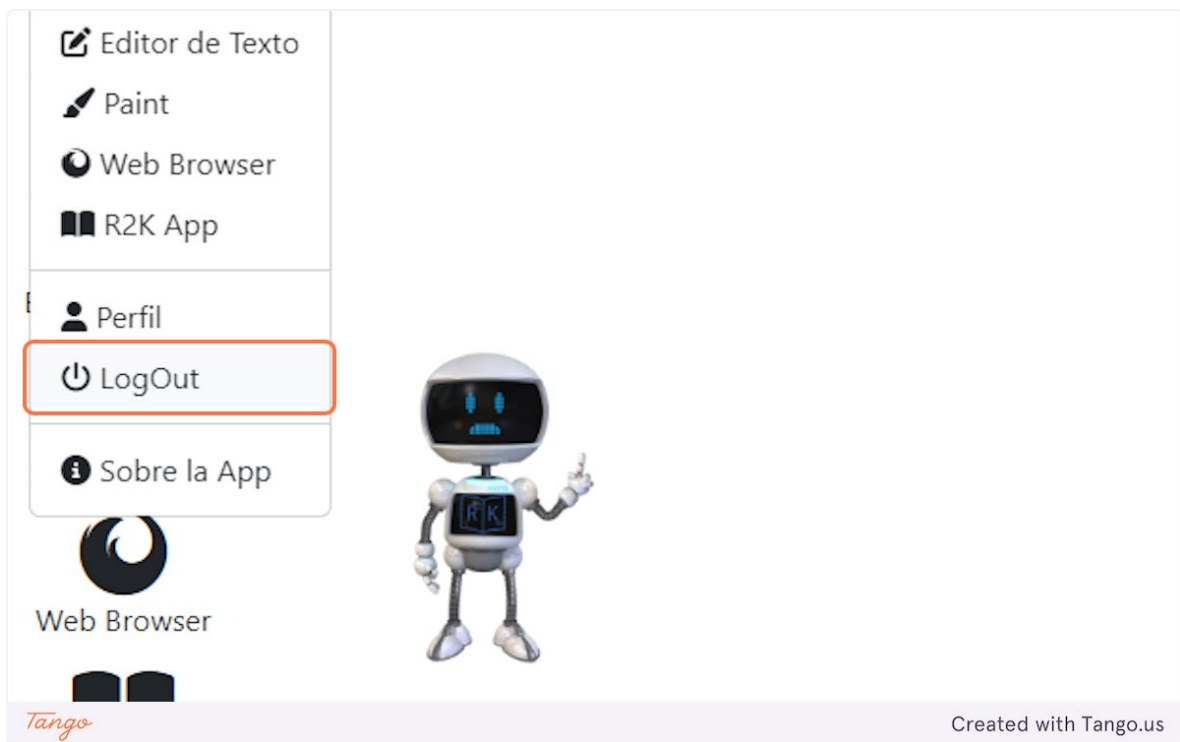 Editor de Texto
Paint
Web Browser
R2K App
Perfil
LogOut
Sobre la App
R K
Web Browser
Tango
Created with Tango.us